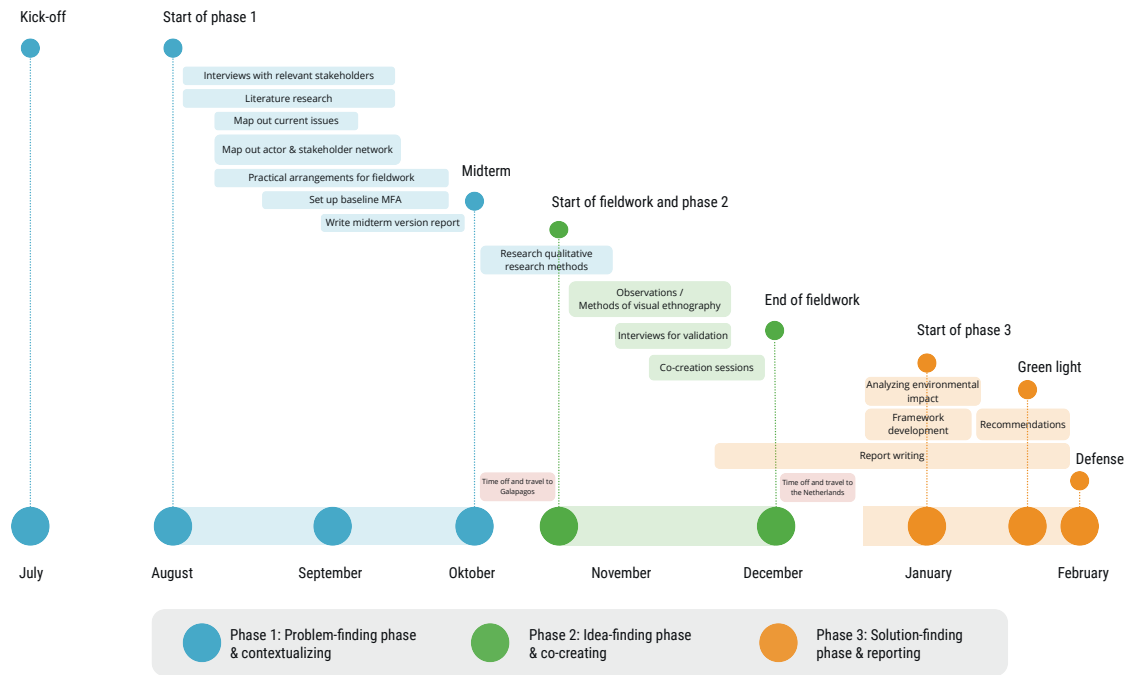 Kick-off
Start of phase 1
Interviews with relevant stakeholders
Literature research
Map out current issues
Map out actor & stakeholder network
Midterm
Practical arrangements for fieldwork
Set up baseline MFA
Start of fieldwork and phase 2
Write midterm version report
Research qualitative
research methods
Observations /
Methods of visual ethnography
End of fieldwork
Interviews for validation
Start of phase 3
Co-creation sessions
Green light
Analyzing environmental
impact
Framework
development
Recommendations
Report writing
Defense
Time off and travel to
Galapagos
Time off and travel to
the Netherlands
July
August
September
Oktober
November
December
January
February
Phase 1: Problem-finding phase
& contextualizing
Phase 2: Idea-finding phase
& co-creating
Phase 3: Solution-finding
phase & reporting